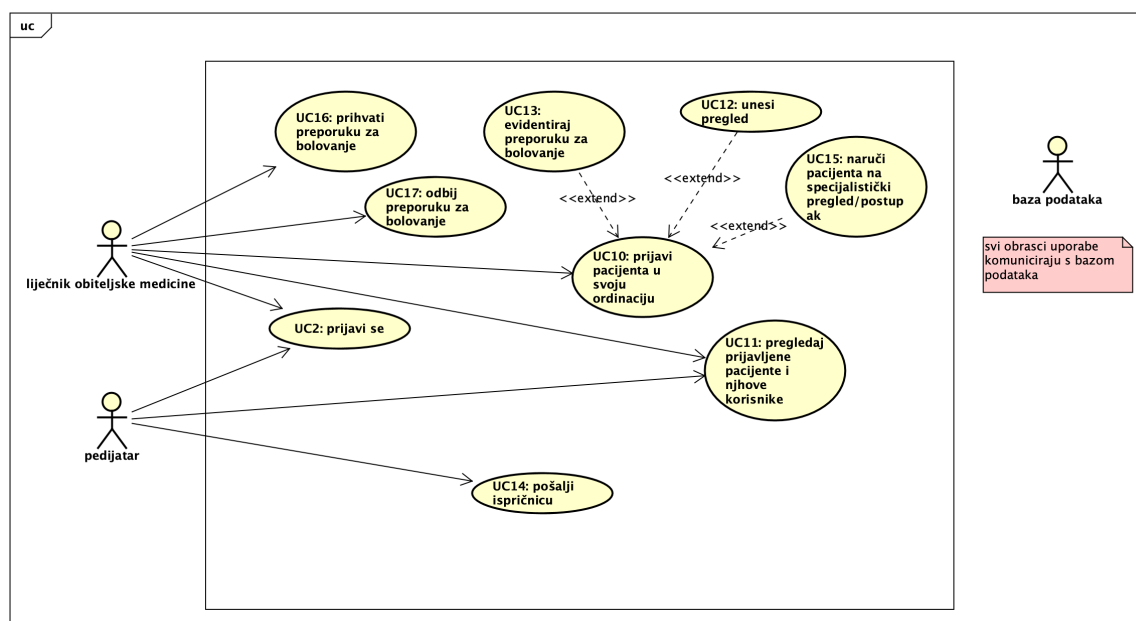 uc
UC16: prihvati
preporuku za
bolovanje
UC13:
evidentiraj
preporuku za
bolovanje
UC12: unesi
pregled
UC15: naruči
pacijenta na
specijalistički
pregled/postup
ak
<<extend>>
<<extend>>
<<extend>>
UC17: odbij
preporuku za
bolovanje
UC10: prijavi
pacijenta u
svoju
ordinaciju
liječnik obiteljske medicine
UC2: prijavi se
UC11: pregledaj
prijavljene
pacijente i
njhove
korisnike
pedijatar
UC14: pošalji
ispričnicu
baza podataka
svi obrasci uporabe
komuniciraju s bazom
podataka